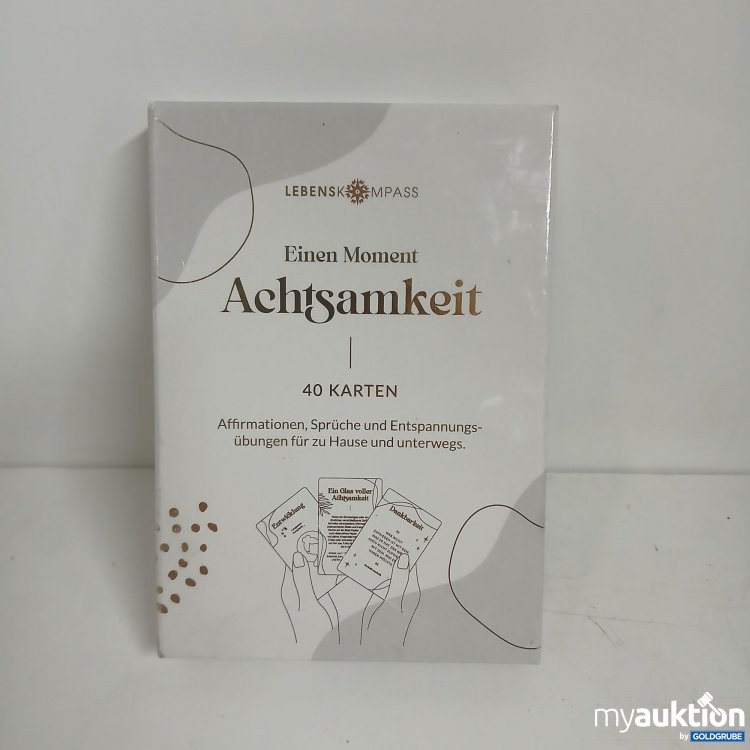 LEBENSKOMPASS
Einen Moment
Achtsamkeit
40 KARTEN
Affirmationen, Sprüche und Entspannungs-
übungen für zu Hause und unterwegs.
Entwicklung
Ein Glas voller
Achtsamkeit
Dankbarkeit
myauktion
by GOLDGRUBE